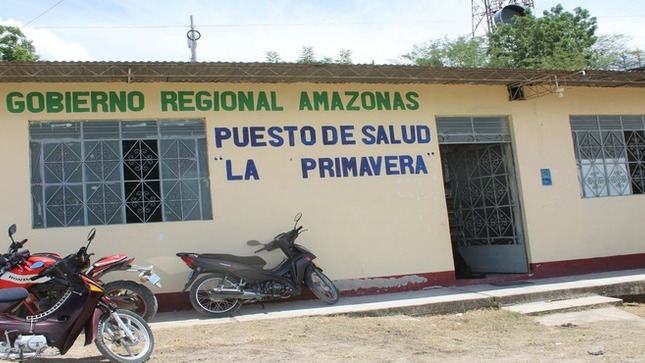 GOBIERNO REGIONAL AMAZONAS
PUESTO DE SALUD
"LA PRIMAVERA"